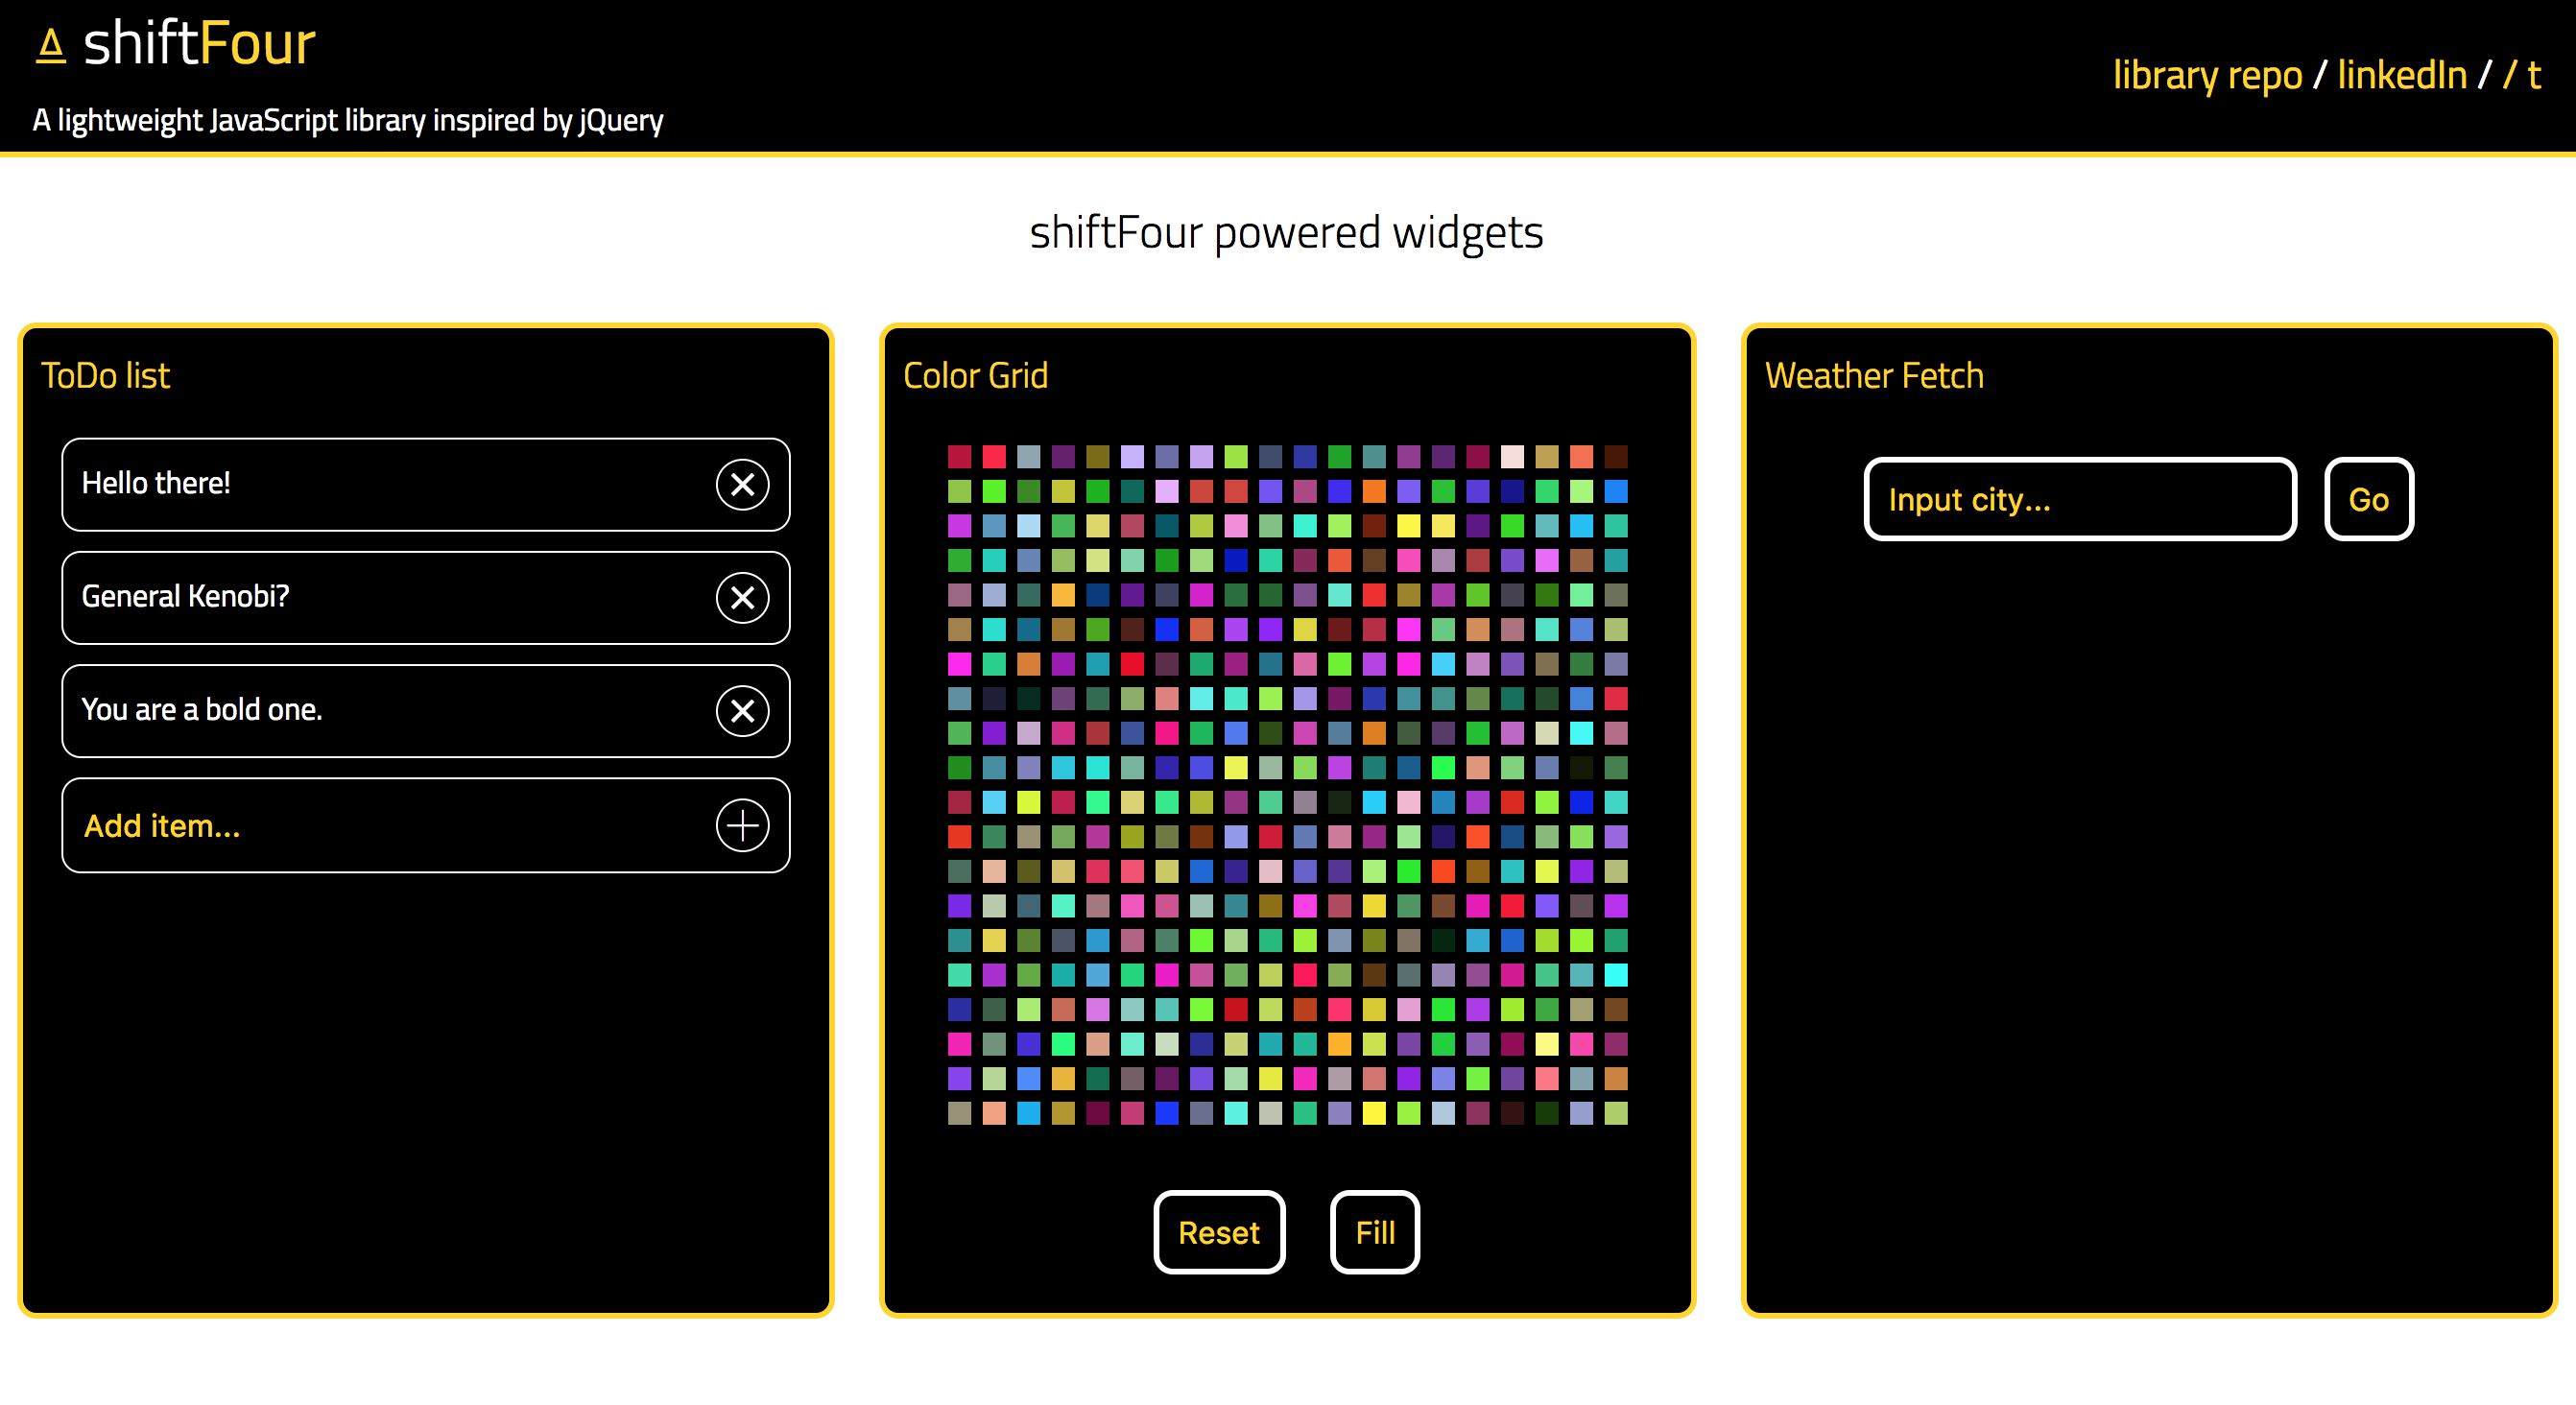 shiftFour
A lightweight JavaScript library inspired by jQuery
library repo / linkedIn / / t
shiftFour powered widgets
ToDo list
Hello there!
General Kenobi?
You are a bold one.
Add item...
Color Grid
Reset
Fill
Weather Fetch
Input city...
Go